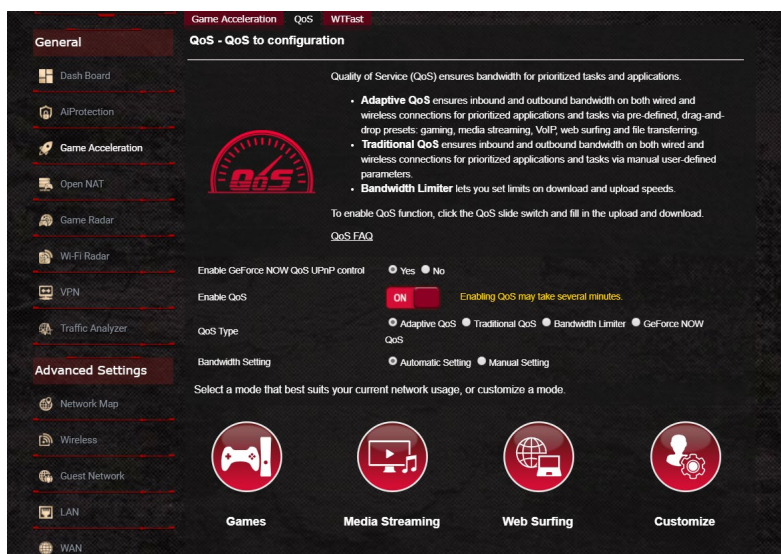 Game Acceleration QoS WTFast
General
Dash Board
AiProtection
Game Acceleration
Open NAT
Game Radar
Wi-Fi Radar
VPN
Traffic Analyzer
Advanced Settings
Network Map
Wireless
Guest Network
LAN
WAN
QoS - QoS to configuration
QoS
Quality of Service (QoS) ensures bandwidth for prioritized tasks and applications.
• Adaptive QoS ensures inbound and outbound bandwidth on both wired and
wireless connections for prioritized applications and tasks via pre-defined, drag-and-
drop presets: gaming, media streaming, VoIP, web surfing and file transferring.
• Traditional QoS ensures inbound and outbound bandwidth on both wired and
wireless connections for prioritized applications and tasks via manual user-defined
parameters.
• Bandwidth Limiter lets you set limits on download and upload speeds.
To enable QoS function, click the QoS slide switch and fill in the upload and download.
QoS FAQ
Enable GeForce NOW QoS UPnP control Yes No
Enable QoS ON Enabling QoS may take several minutes.
QoS Type Adaptive QoS Traditional QoS Bandwidth Limiter GeForce NOW
QoS
Bandwidth Setting Automatic Setting Manual Setting
Select a mode that best suits your current network usage, or customize a mode.
Games Media Streaming Web Surfing Customize